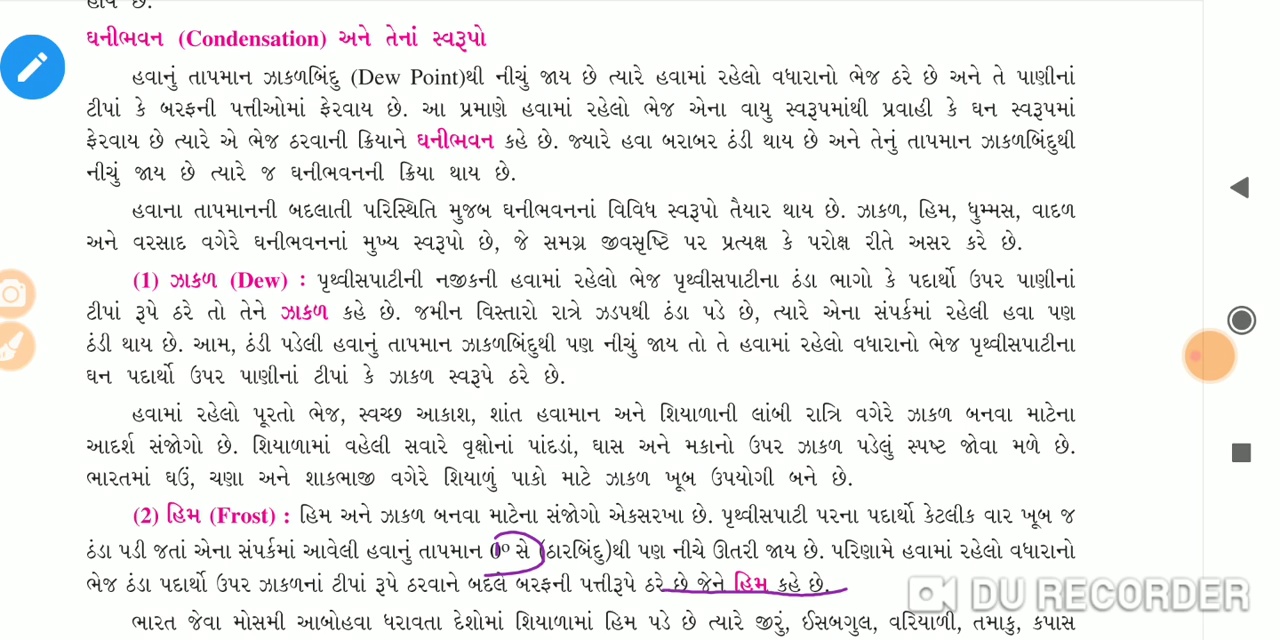 હોય છે.
ઘનીભવન (Condensation) અને તેનાં સ્વરૂપો
હવાનું તાપમાન ઝાકળબિંદુ (Dew Point)થી નીચું જાય છે ત્યારે હવામાં રહેલો વધારાનો ભેજ ઠરે છે અને તે પાણીનાં
ટીપાં કે બરફની પત્તીઓમાં ફેરવાય છે. આ પ્રમાણે હવામાં રહેલો ભેજ એના વાયુ સ્વરૂપમાંથી પ્રવાહી કે ઘન સ્વરૂપમાં
ફેરવાય છે ત્યારે એ ભેજ ઠરવાની ક્રિયાને ઘનીભવન કહે છે. જ્યારે હવા બરાબર ઠંડી થાય છે અને તેનું તાપમાન ઝાકળબિંદુથી
નીચું જાય છે ત્યારે જ ઘનીભવનની ક્રિયા થાય છે.
હવાના તાપમાનની બદલાતી પરિસ્થિતિ મુજબ ઘનીભવનનાં વિવિધ સ્વરૂપો તૈયાર થાય છે. ઝાકળ, હિમ, ધુમ્મસ, વાદળ
અને વરસાદ વગેરે ઘનીભવનનાં મુખ્ય સ્વરૂપો છે, જે સમગ્ર જીવસૃષ્ટિ પર પ્રત્યક્ષ કે પરોક્ષ રીતે અસર કરે છે.
(1) ઝાકળ (Dew) : પૃથ્વીસપાટીની નજીકની હવામાં રહેલો ભેજ પૃથ્વીસપાટીના ઠંડા ભાગો કે પદાર્થો ઉપર પાણીનાં
ટીપાં રૂપે ઠરે તો તેને ઝાકળ કહે છે. જમીન વિસ્તારો રાત્રે ઝડપથી ઠંડા પડે છે, ત્યારે એના સંપર્કમાં રહેલી હવા પણ
ઠંડી થાય છે. આમ, ઠંડી પડેલી હવાનું તાપમાન ઝાકળબિંદુથી પણ નીચું જાય તો તે હવામાં રહેલો વધારાનો ભેજ પૃથ્વીસપાટીના
ઘન પદાર્થો ઉપર પાણીનાં ટીપાં કે ઝાકળ સ્વરૂપે ઠરે છે.
હવામાં રહેલો પૂરતો ભેજ, સ્વચ્છ આકાશ, શાંત હવામાન અને શિયાળાની લાંબી રાત્રિ વગેરે ઝાકળ બનવા માટેના
આદર્શ સંજોગો છે. શિયાળામાં વહેલી સવારે વૃક્ષોનાં પાંદડાં, ઘાસ અને મકાનો ઉપર ઝાકળ પડેલું સ્પષ્ટ જોવા મળે છે.
ભારતમાં ઘઉં, ચણા અને શાકભાજી વગેરે શિયાળુ પાકો માટે ઝાકળ ખૂબ ઉપયોગી બને છે.
(2) હિમ (Frost) : હિમ અને ઝાકળ બનવા માટેના સંજોગો એકસરખા છે. પૃથ્વીસપાટી પરના પદાર્થો કેટલીક વાર ખૂબ જ
ઠંડા પડી જતાં એના સંપર્કમાં આવેલી હવાનું તાપમાન 0° સે (ઠારબિંદુ)થી પણ નીચે ઊતરી જાય છે. પરિણામે હવામાં રહેલો વધારાનો
ભેજ ઠંડા પદાર્થો ઉપર ઝાકળનાં ટીપાં રૂપે ઠરવાને બદલે બરફની પત્તીરૂપે ઠરે છે જેને હિમ કહે છે.
DU RECORDER
ભારત જેવા મોસમી આબોહવા ધરાવતા દેશોમાં શિયાળામાં હિમ પડે છે ત્યારે જીરું, ઈસબગુલ, વરિયાળી, તમાકુ, કપાસ